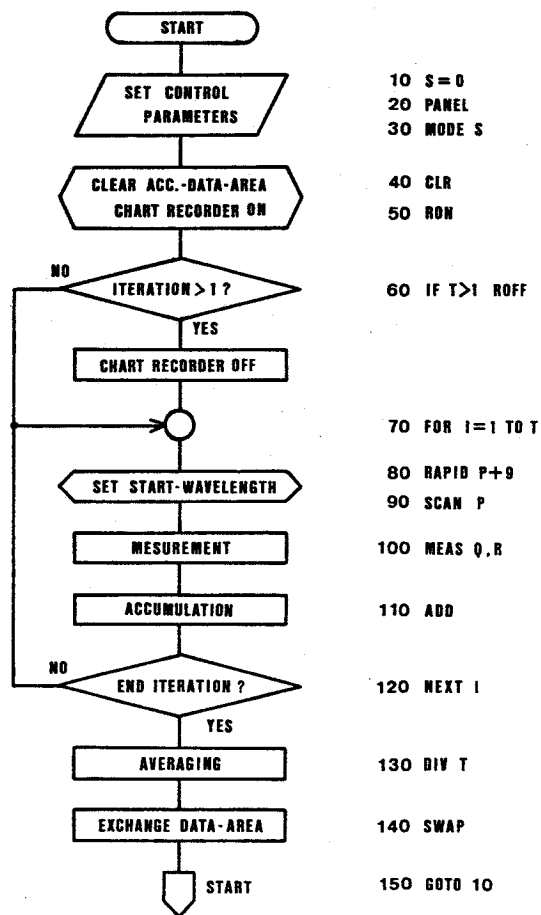 START
SET CONTROL 10 S=0
PARAMETERS 20 PANEL
30 MODE S
CLEAR ACC.-DATA-AREA 40 CLR
CHART RECORDER ON 50 RON
NO
ITERATION>1? 60 IF T>1 ROFF
YES
CHART RECORDER OFF
70 FOR I=1 TO T
80 RAPID P+9
SET START-WAVELENGTH
90 SCAN P
MESUREMENT 100 MEAS Q,R
ACCUMULATION 110 ADD
NO
END ITERATION? 120 NEXT I
YES
AVERAGING 130 DIV T
EXCHANGE DATA-AREA 140 SWAP
START 150 GOTO 10